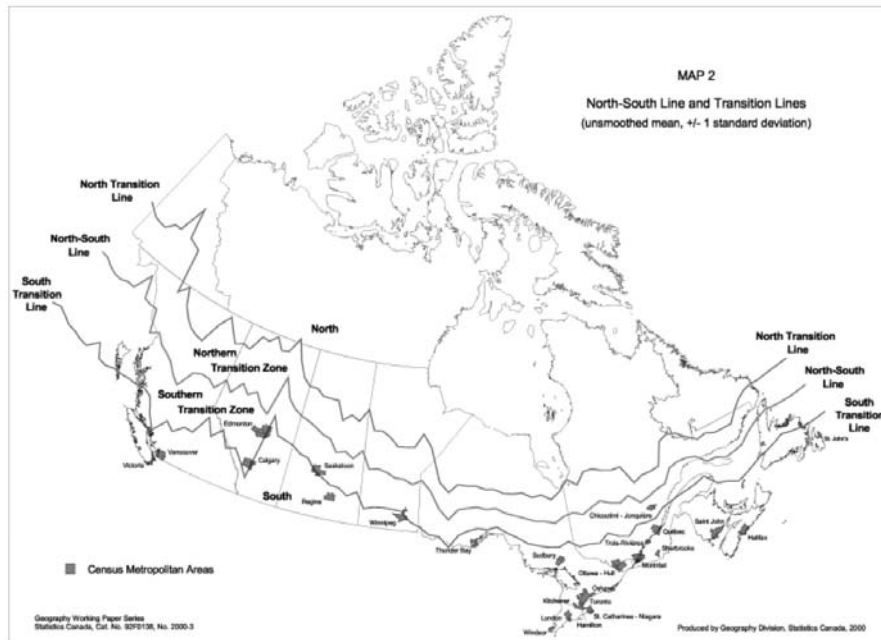 MAP 2
North-South Line and Transition Lines
(unsmoothed mean, +/- 1 standard deviation)
North Transition
Line
North-South
Line
South
Transition
Line
North
Northern
Transition Zone
Southern
Transition Zone
South
North Transition
Line
North-South
Line
South
Transition
Line
Edmonton
Calgary
Saskatoon
Regina
Winnipeg
Vancouver
Victoria
Thunder Bay
Sudbury
Chicoutimi - Jonquière
Québec
Trois-Rivières
Sherbrooke
Montréal
Ottawa - Hull
Oshawa
Toronto
Kitchener
St. Catharines - Niagara
London
Hamilton
Windsor
Saint John
Halifax
St. John's
Census Metropolitan Areas
Geography Working Paper Series
Statistics Canada, Cat. No. 92F0138, No. 2000-3
Produced by Geography Division, Statistics Canada, 2000